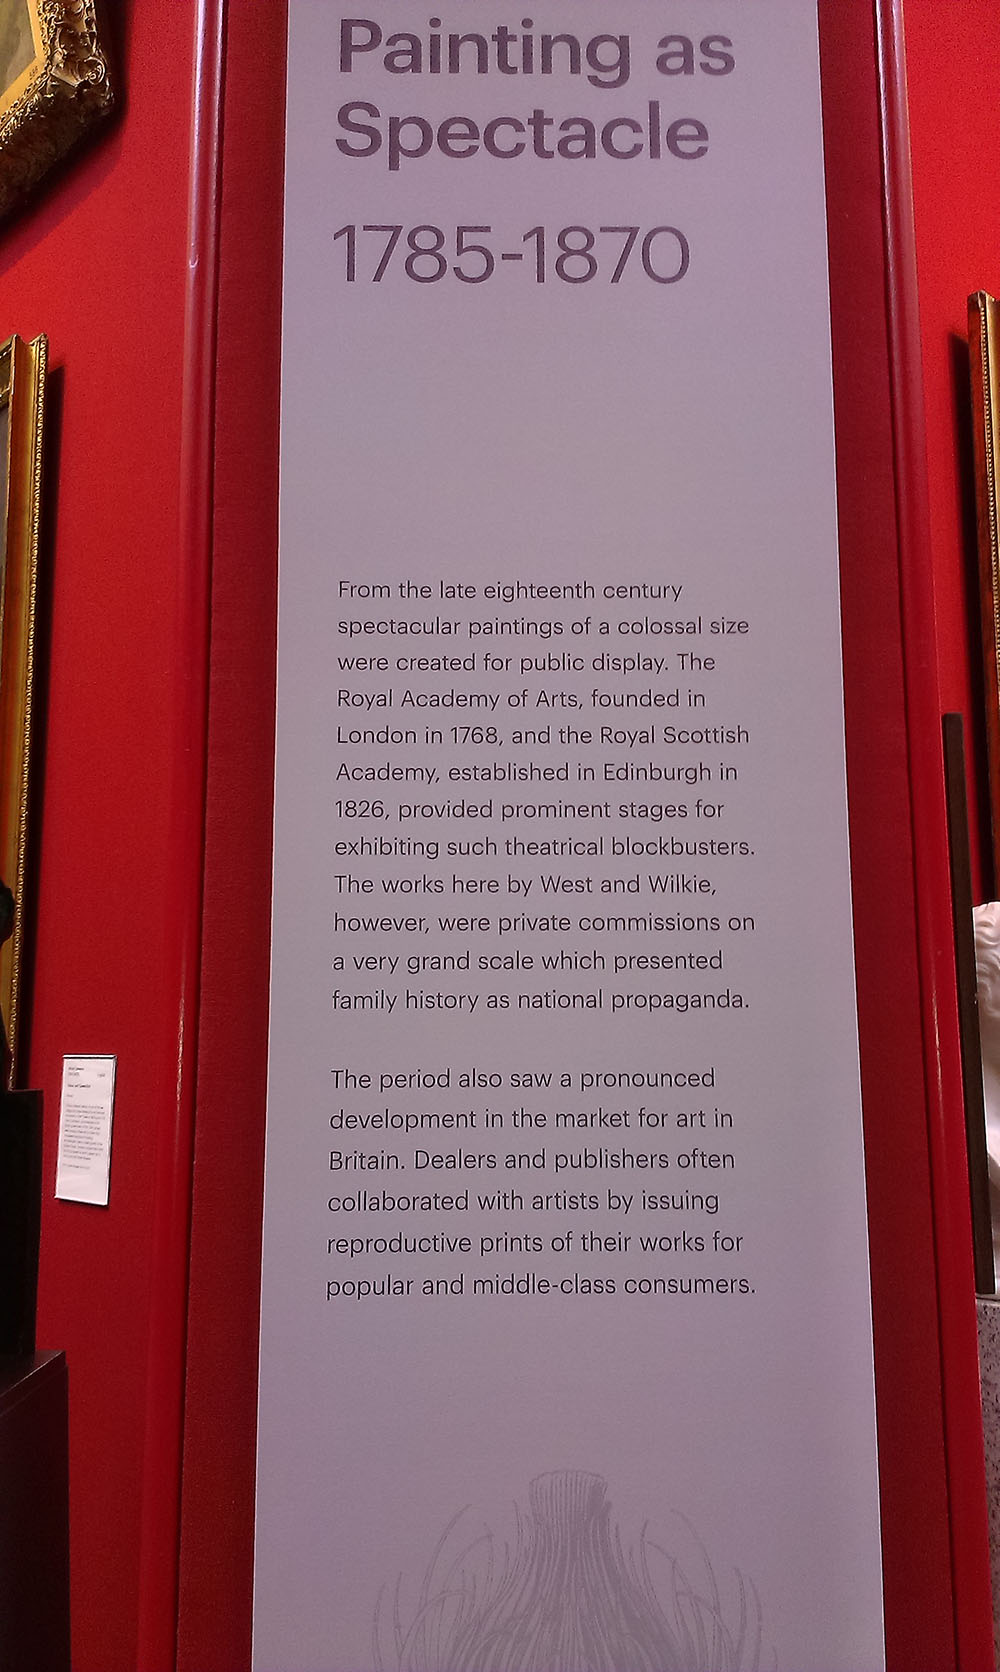 Painting as
Spectacle
1785-1870
From the late eighteenth century
spectacular paintings of a colossal size
were created for public display. The
Royal Academy of Arts, founded in
London in 1768, and the Royal Scottish
Academy, established in Edinburgh in
1826, provided prominent stages for
exhibiting such theatrical blockbusters.
The works here by West and Wilkie,
however, were private commissions on
a very grand scale which presented
family history as national propaganda.
The period also saw a pronounced
development in the market for art in
Britain. Dealers and publishers often
collaborated with artists by issuing
reproductive prints of their works for
popular and middle-class consumers.